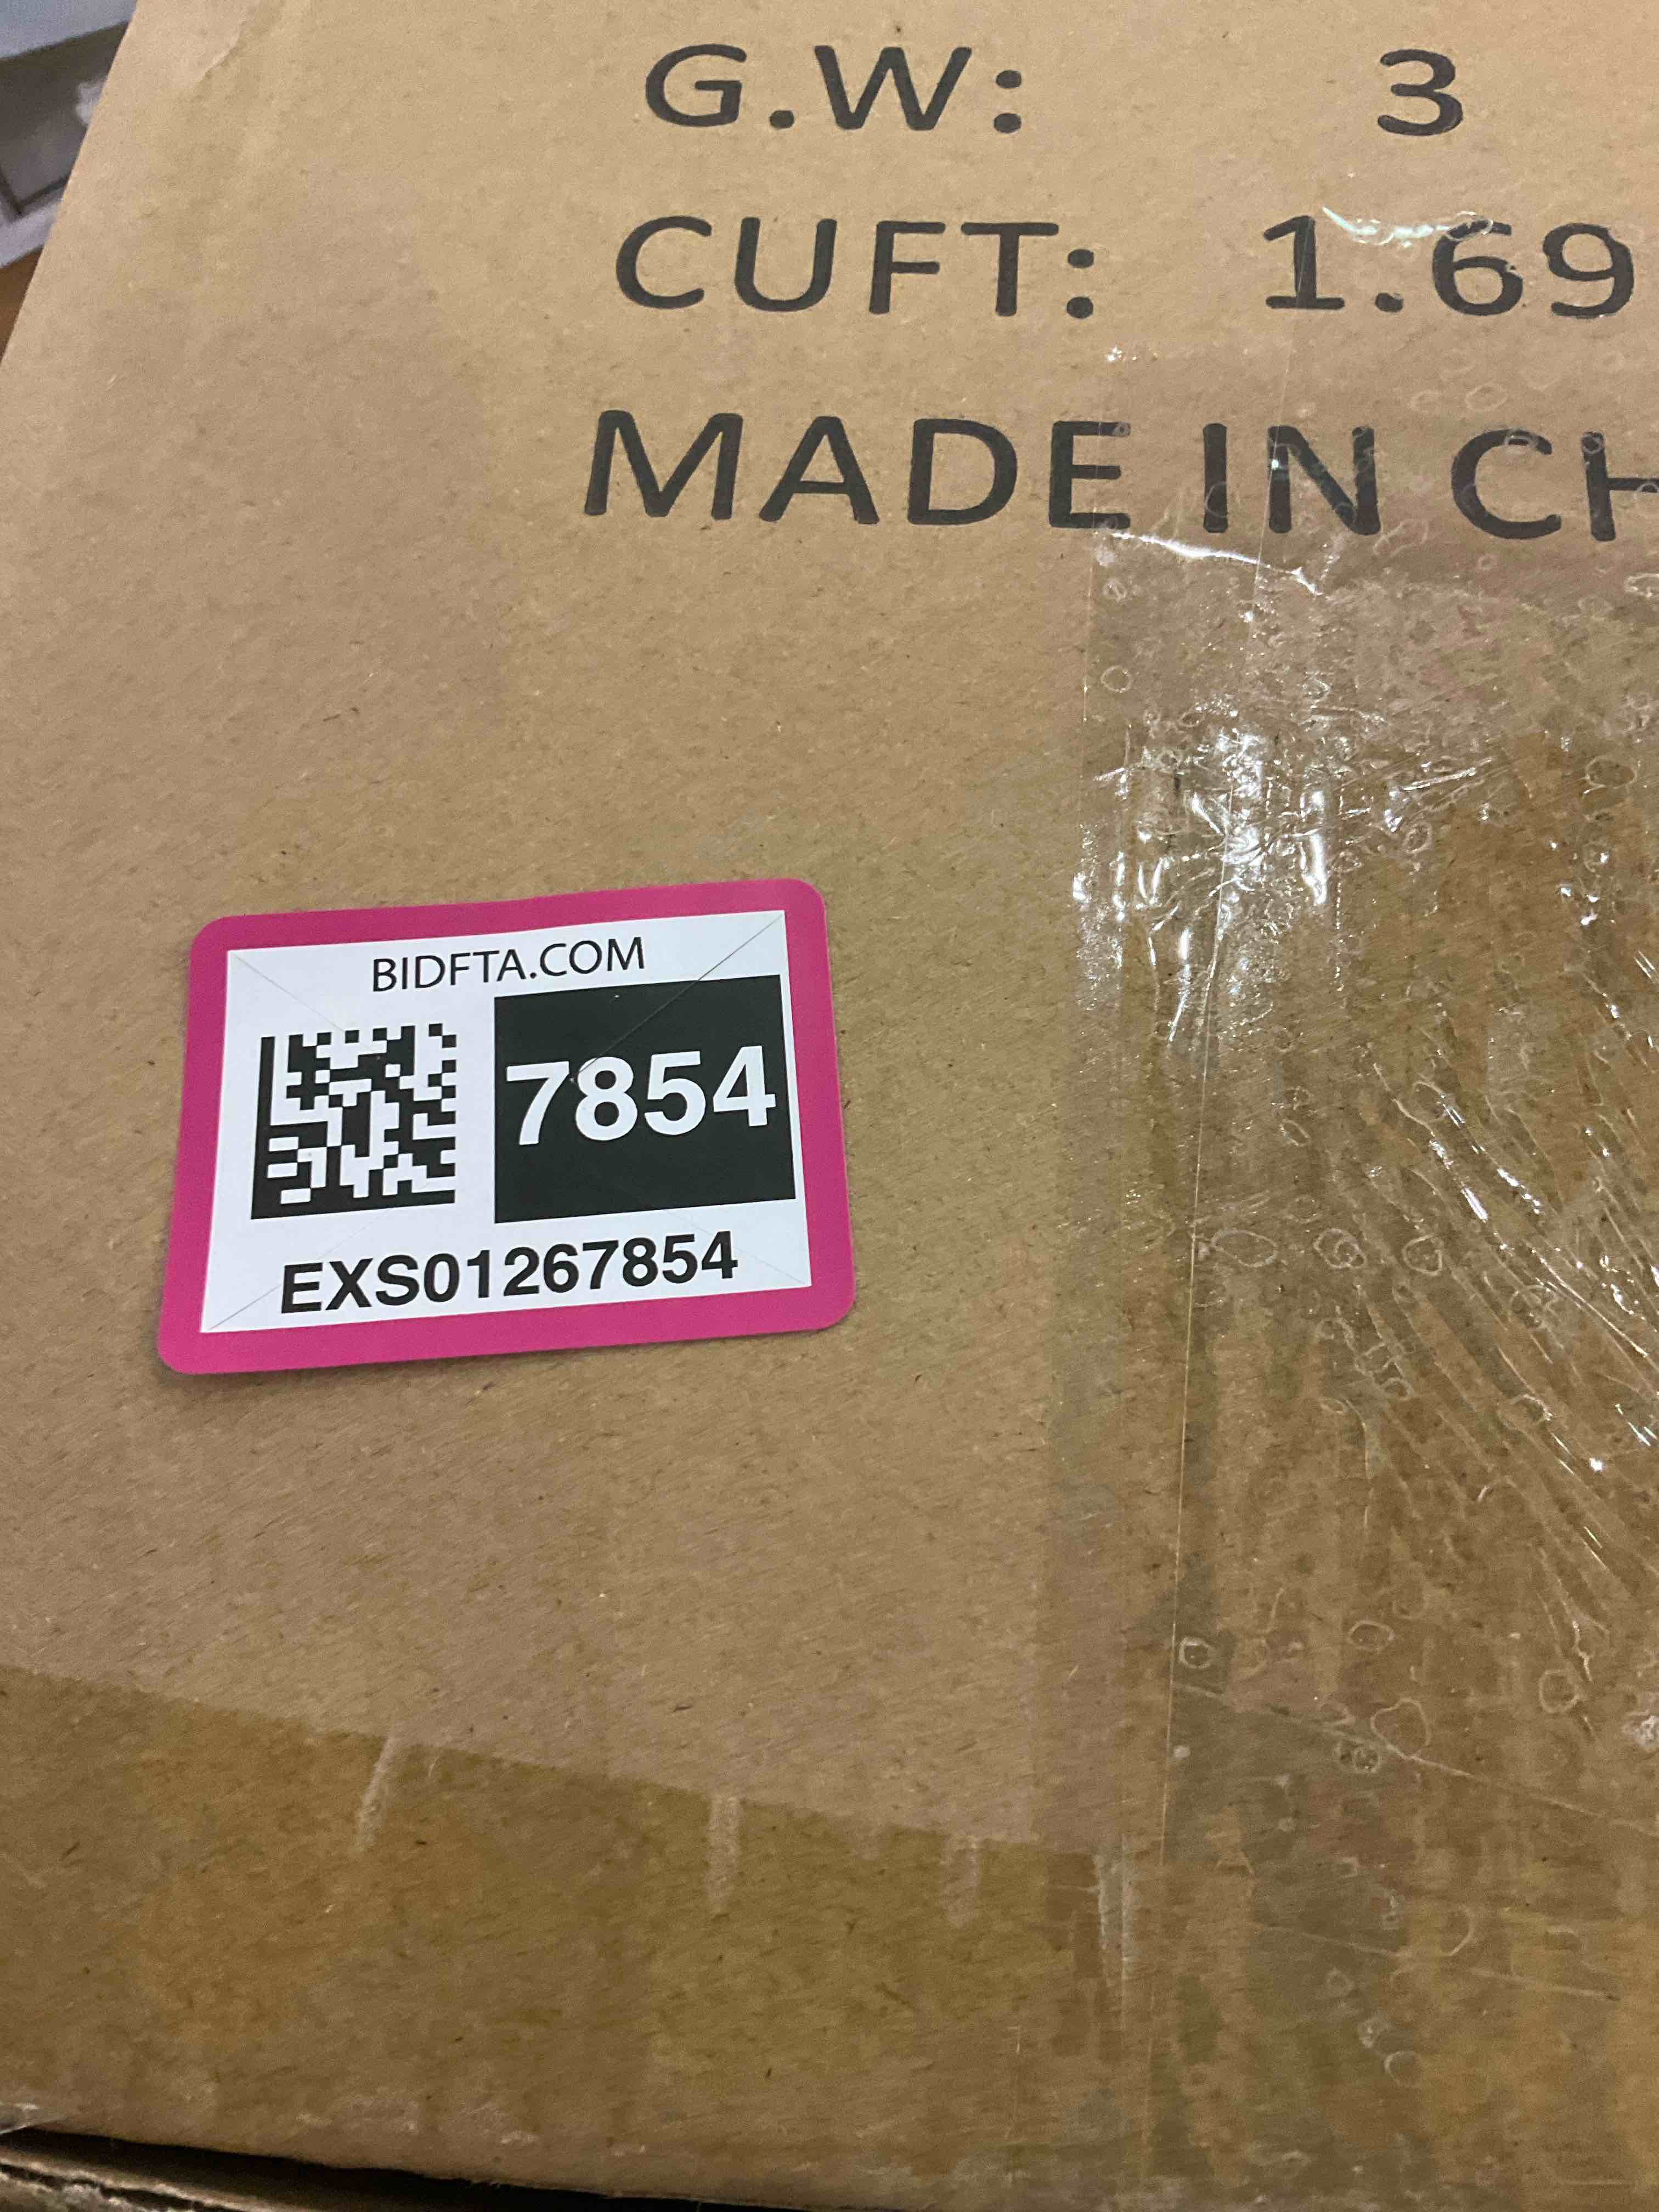 G.W: 3
CUFT: 1.69
MADE IN CH
BIDFTA.COM
7854
EXS01267854